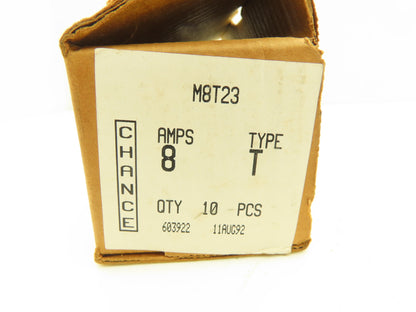 M8T23
CHANCE
AMPS TYPE
8 T
QTY 10 PCS
603922 11AUG92